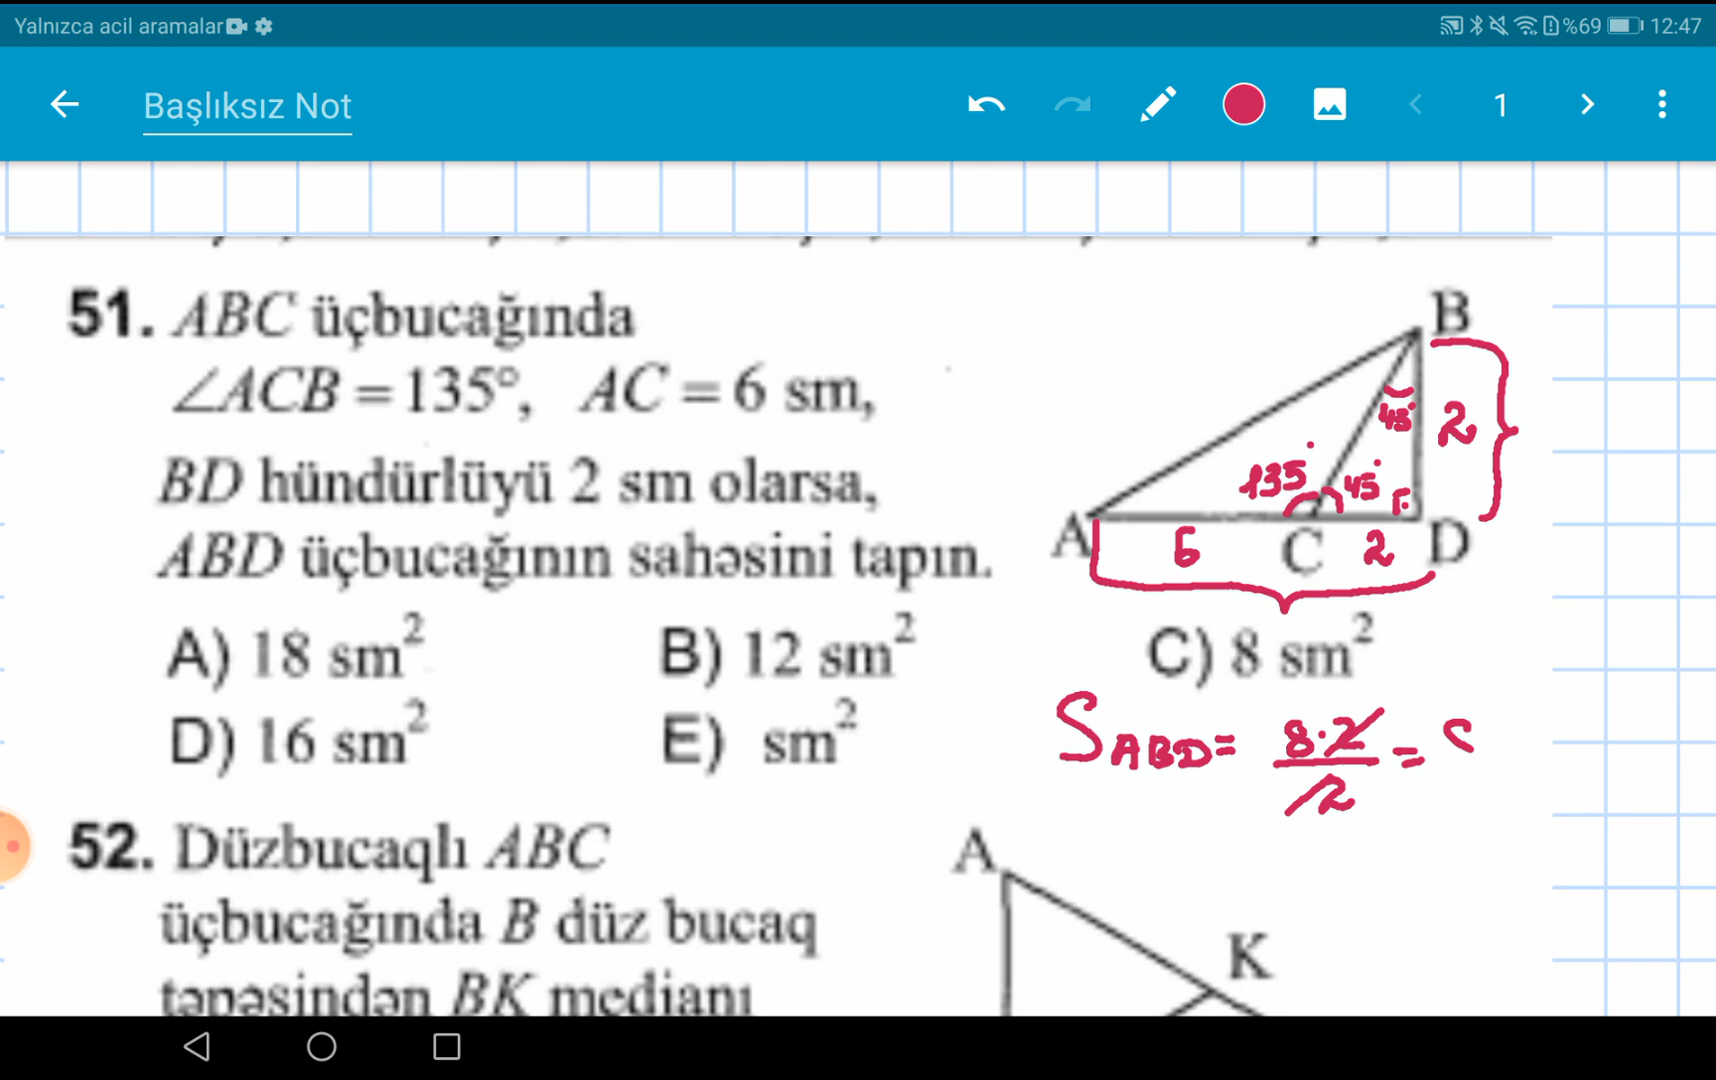 Yalnızca acil aramalar
%69 12:47
Başlıksız Not
1
51. ABC üçbucağında
∠ACB = 135°, AC = 6 sm,
BD hündürlüyü 2 sm olarsa,
ABD üçbucağının sahəsini tapın.
A) 18 sm²
B) 12 sm²
C) 8 sm²
D) 16 sm²
E) sm²
B
45°
2
135° 45°
A 6 C 2 D
S ABD = 8·2/2 =
52. Düzbucaqlı ABC
üçbucağında B düz bucaq
təpəsindən BK medianı
A
K